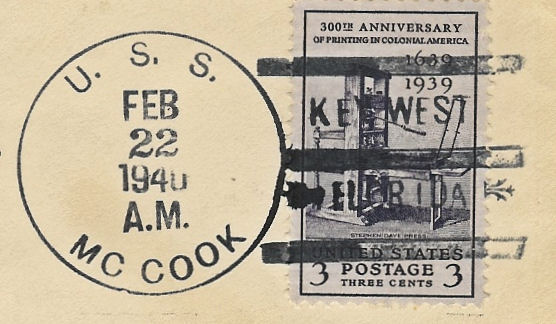 U. S. S.
FEB
22
1940
A.M.
MC COOK
300TH ANNIVERSARY
OF PRINTING IN COLONIAL AMERICA
1639
1939
KEY WEST
FLORIDA
STEPHEN DAYE PRESS
UNITED STATES
3 POSTAGE 3
THREE CENTS